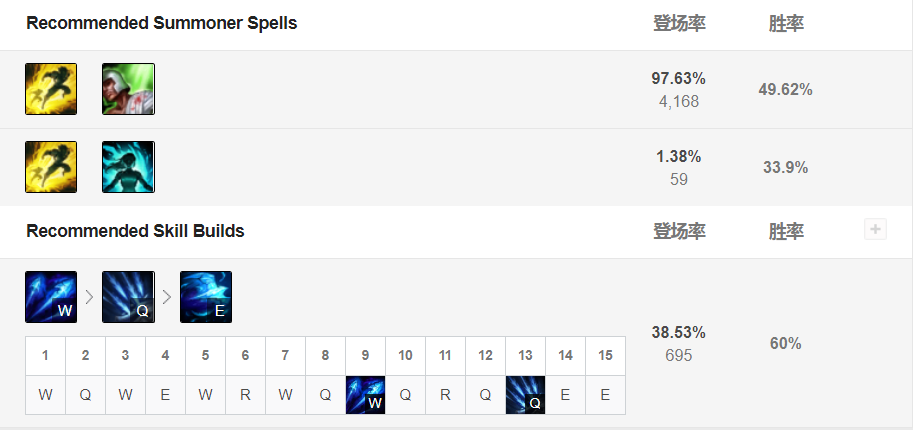 Recommended Summoner Spells 登场率 胜率
97.63%
4,168
49.62%
1.38%
59
33.9%
Recommended Skill Builds 登场率 胜率 +
W > Q > E
38.53%
695
60%
1 2 3 4 5 6 7 8 9 10 11 12 13 14 15
W Q W E W R W Q W Q R Q Q E E